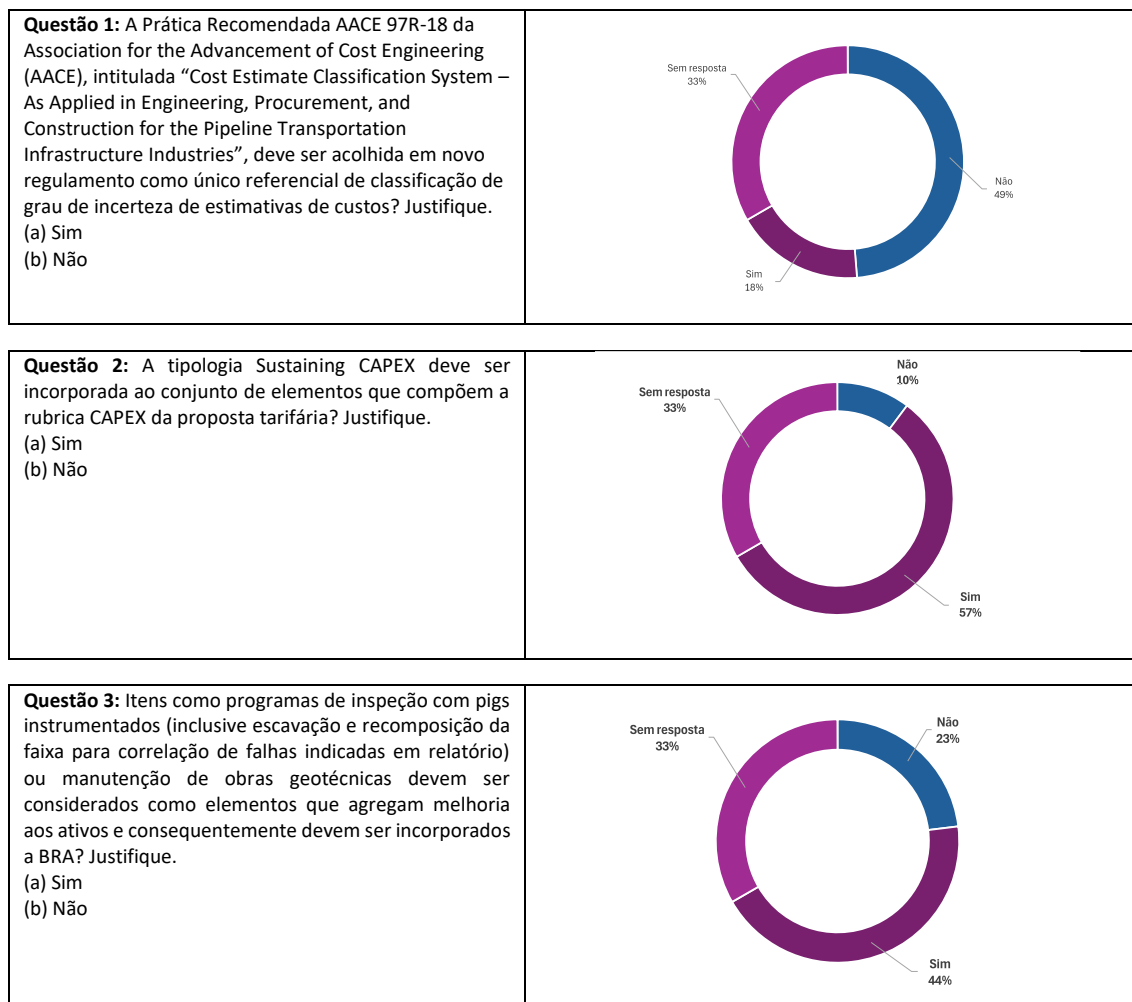 Questão 1: A Prática Recomendada AACE 97R-18 da
Association for the Advancement of Cost Engineering
(AACE), intitulada “Cost Estimate Classification System –
As Applied in Engineering, Procurement, and
Construction for the Pipeline Transportation
Infrastructure Industries”, deve ser acolhida em novo
regulamento como único referencial de classificação de
grau de incerteza de estimativas de custos? Justifique.
(a) Sim
(b) Não
Sem resposta
33%
Não
49%
Sim
18%
Questão 2: A tipologia Sustaining CAPEX deve ser
incorporada ao conjunto de elementos que compõem a
rubrica CAPEX da proposta tarifária? Justifique.
(a) Sim
(b) Não
Não
10%
Sem resposta
33%
Sim
57%
Questão 3: Itens como programas de inspeção com pigs
instrumentados (inclusive escavação e recomposição da
faixa para correlação de falhas indicadas em relatório)
ou manutenção de obras geotécnicas devem ser
considerados como elementos que agregam melhoria
aos ativos e consequentemente devem ser incorporados
a BRA? Justifique.
(a) Sim
(b) Não
Sem resposta
33%
Não
23%
Sim
44%